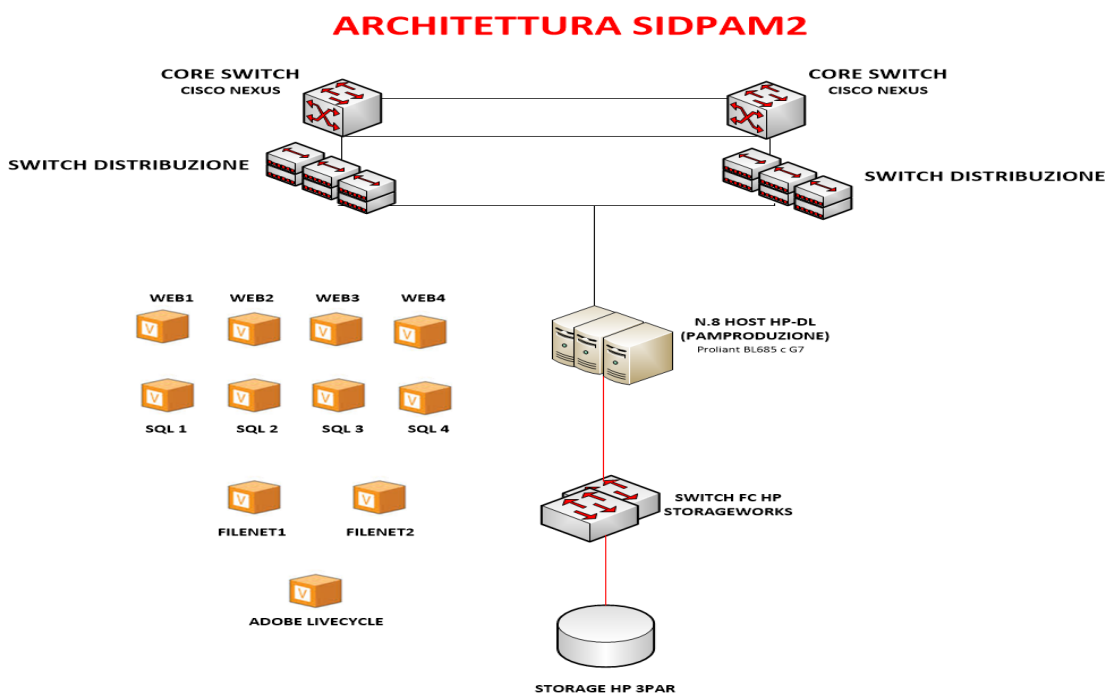 ARCHITETTURA SIDPAM2
CORE SWITCH
CISCO NEXUS
CORE SWITCH
CISCO NEXUS
SWITCH DISTRIBUZIONE
SWITCH DISTRIBUZIONE
WEB1
WEB2
WEB3
WEB4
V
V
V
V
N.8 HOST HP-DL
(PAMPRODUZIONE)
Proliant BL685 c G7
V
V
V
V
SQL 1
SQL 2
SQL 3
SQL 4
V
V
FILENET1
FILENET2
SWITCH FC HP
STORAGEWORKS
V
ADOBE LIVECYCLE
STORAGE HP 3PAR